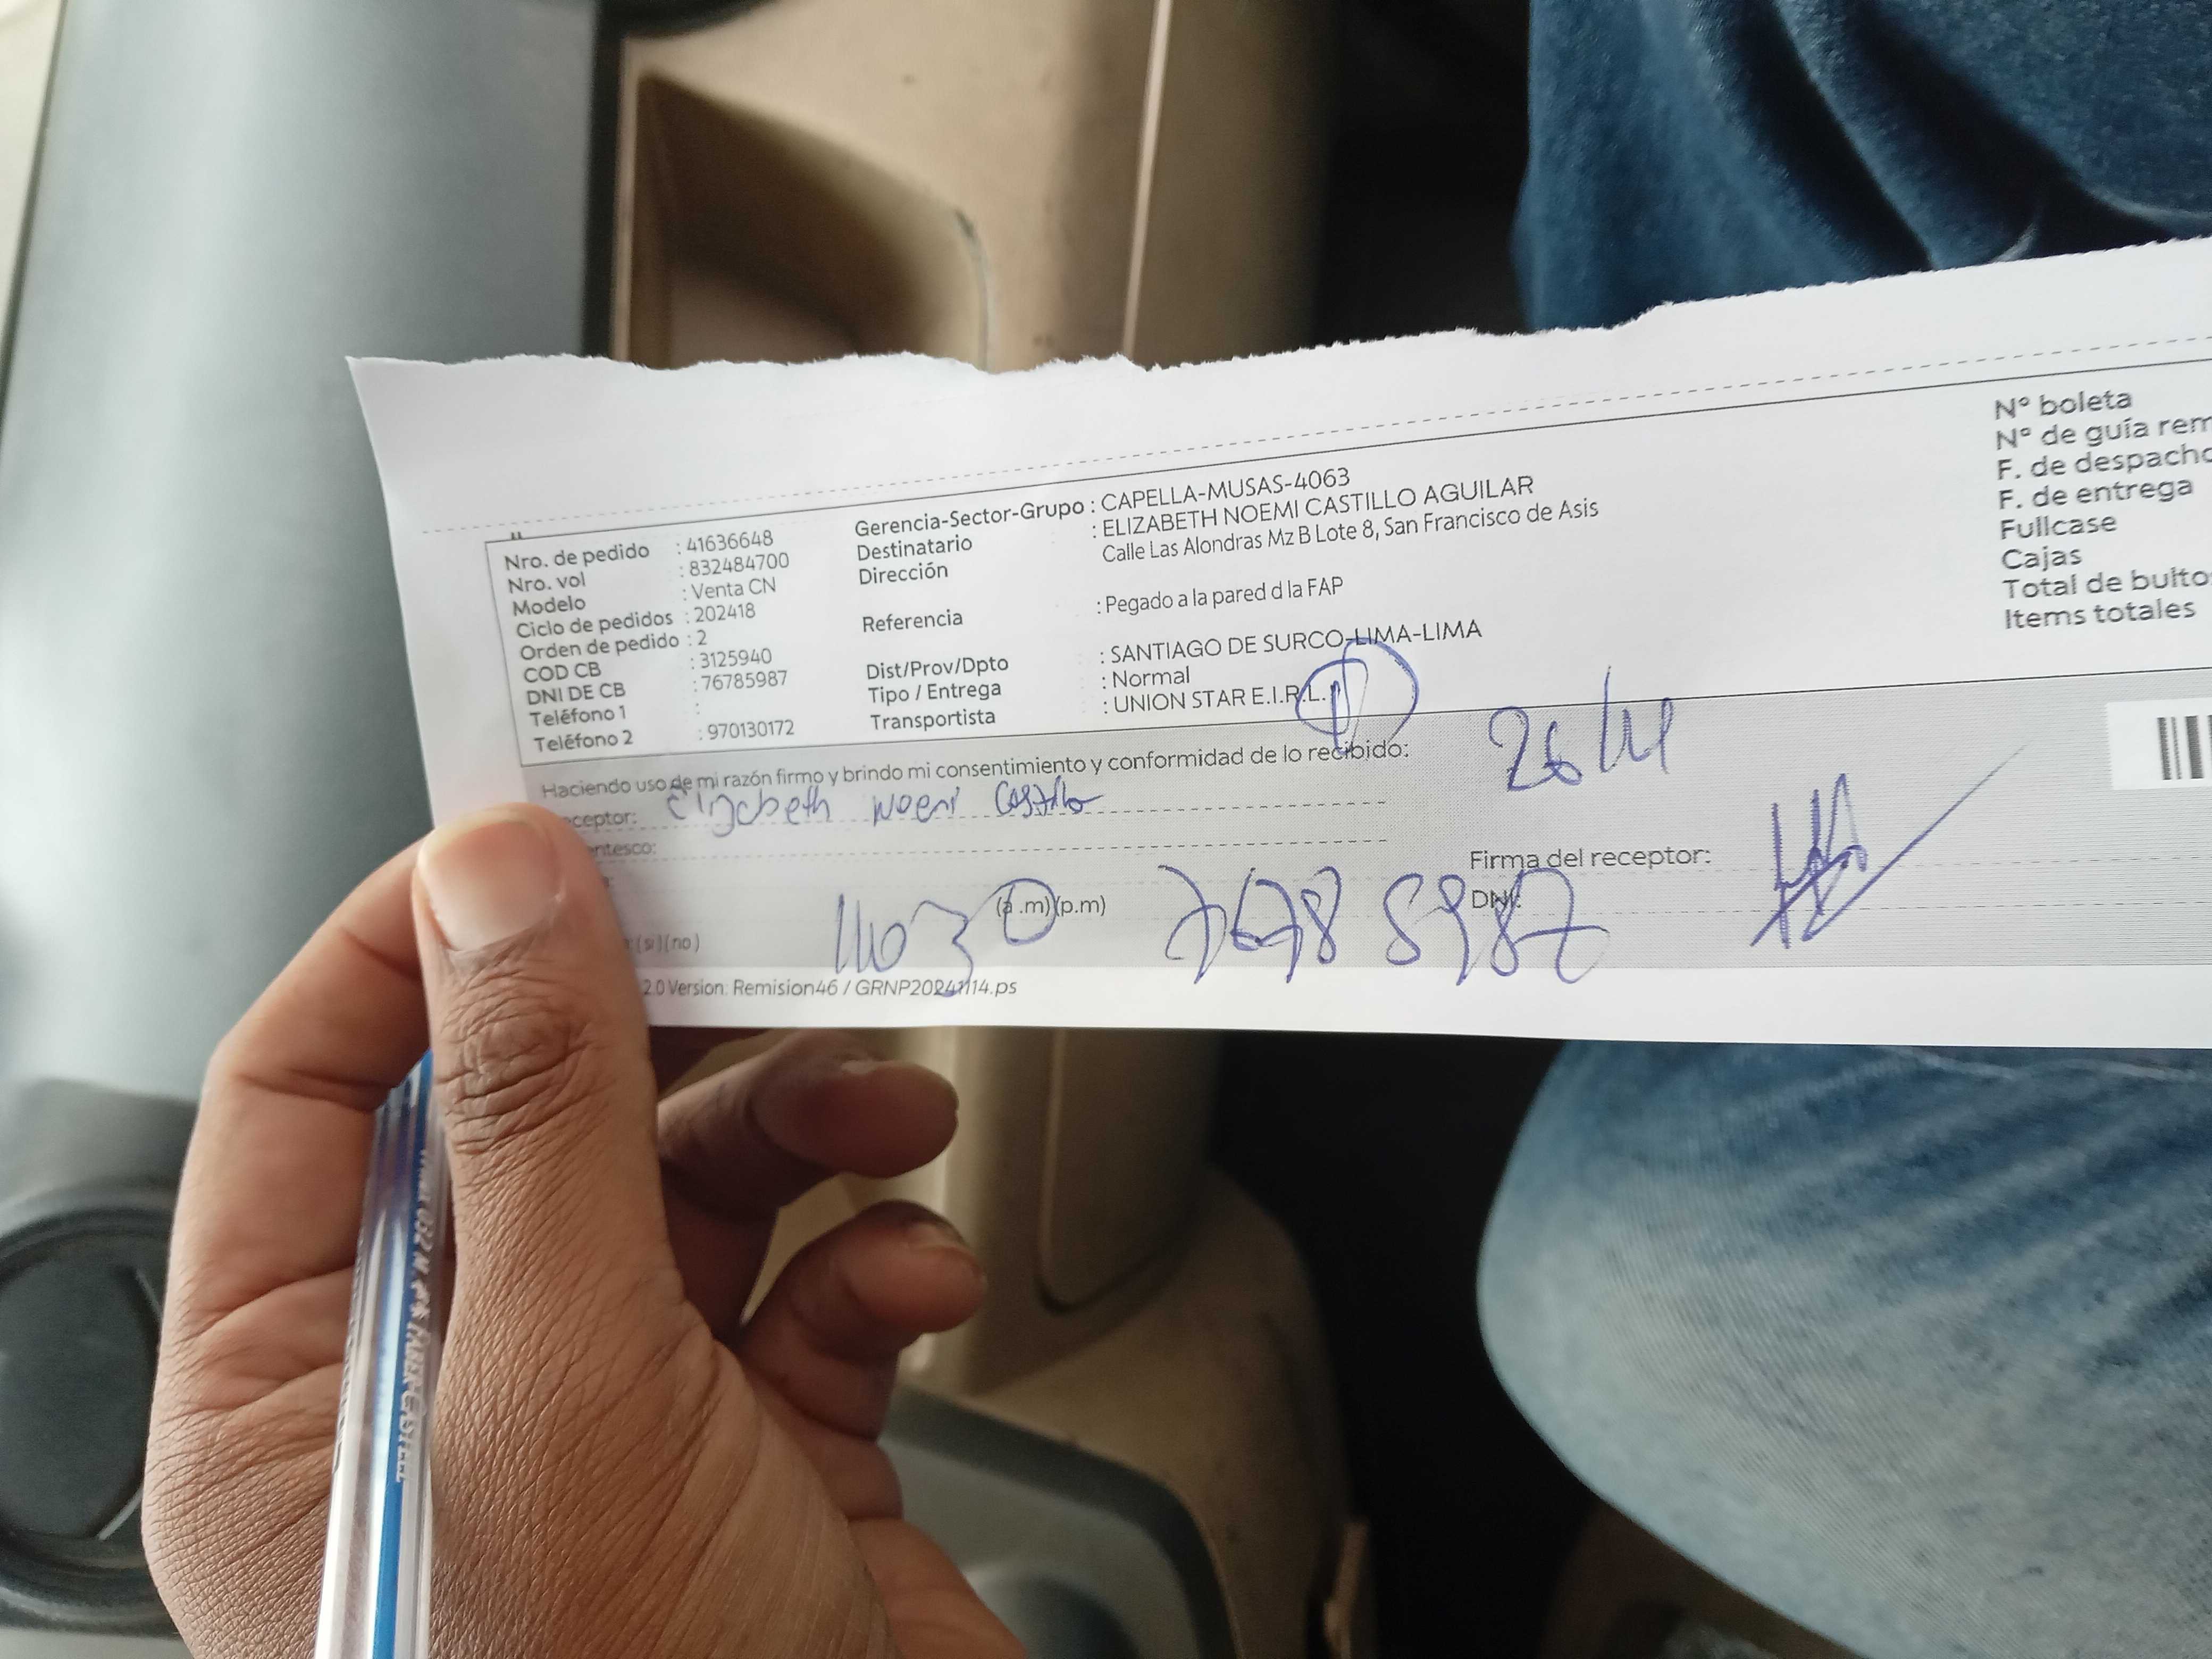 Nro. de pedido : 41636648
Nro. vol : 832484700
Modelo : Venta CN
Ciclo de pedidos : 202418
Orden de pedido : 2
COD CB : 3125940
DNI DE CB : 76785987
Teléfono 1 :
Teléfono 2 : 970130172
Gerencia-Sector-Grupo : CAPELLA-MUSAS-4063
Destinatario : ELIZABETH NOEMI CASTILLO AGUILAR
Dirección Calle Las Alondras Mz B Lote 8, San Francisco de Asis
Referencia : Pegado a la pared d la FAP
Dist/Prov/Dpto : SANTIAGO DE SURCO-LIMA-LIMA
Tipo / Entrega : Normal
Transportista : UNION STAR E.I.R.L.
N° boleta
N° de guía rem
F. de despacho
F. de entrega
Fullcase
Cajas
Total de bulto
Items totales
Haciendo uso de mi razón firmo y brindo mi consentimiento y conformidad de lo recibido:
ceptor: Elizabeth Noemi Castillo
ntesco:
Firma del receptor:
(a.m)(p.m)
DNI: 76785987
(si)(no)
2.0 Version: Remision46 / GRNP20241114.ps